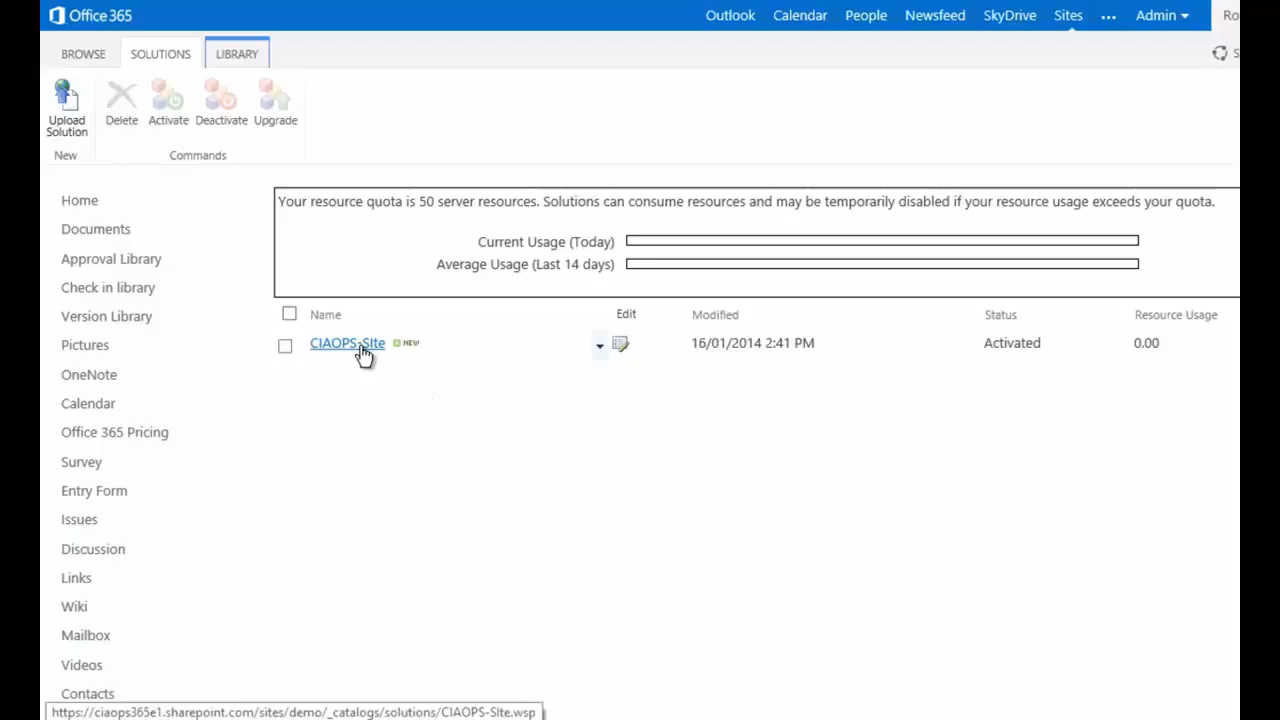 Office 365
Outlook Calendar People Newsfeed SkyDrive Sites ... Admin Ro
BROWSE SOLUTIONS LIBRARY
S
Upload Solution
Delete Activate Deactivate Upgrade
New Commands
Your resource quota is 50 server resources. Solutions can consume resources and may be temporarily disabled if your resource usage exceeds your quota.
Current Usage (Today)
Average Usage (Last 14 days)
Name Edit Modified Status Resource Usage
CIAOPS-SIte NEW 16/01/2014 2:41 PM Activated 0.00
Home
Documents
Approval Library
Check in library
Version Library
Pictures
OneNote
Calendar
Office 365 Pricing
Survey
Entry Form
Issues
Discussion
Links
Wiki
Mailbox
Videos
Contacts
https://ciaops365e1.sharepoint.com/sites/demo/_catalogs/solutions/CIAOPS-SIte.wsp